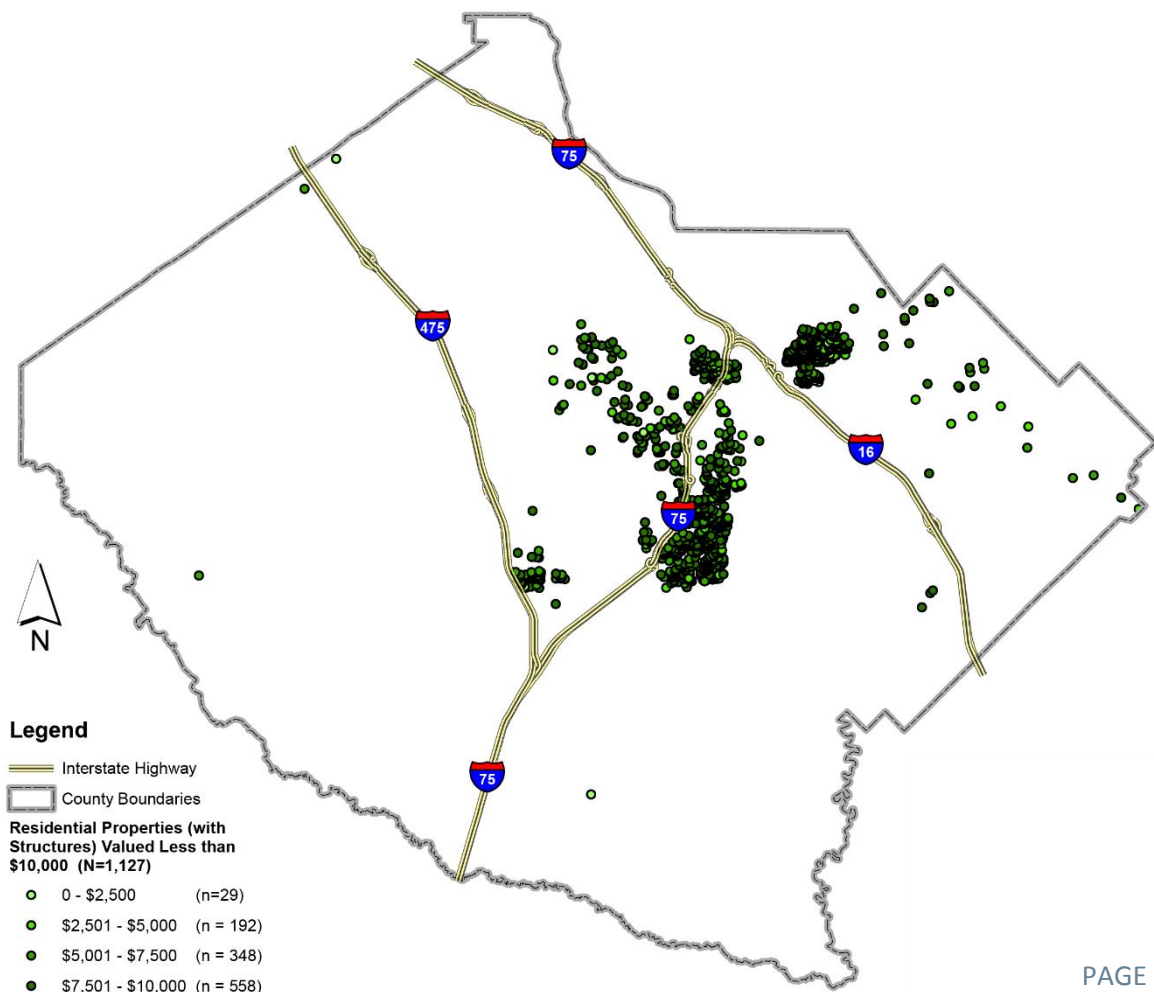 75
475
16
75
N
75
Legend
Interstate Highway
County Boundaries
Residential Properties (with
Structures) Valued Less than
$10,000 (N=1,127)
0 - $2,500 (n=29)
$2,501 - $5,000 (n = 192)
$5,001 - $7,500 (n = 348)
$7,501 - $10,000 (n = 558)
PAGE